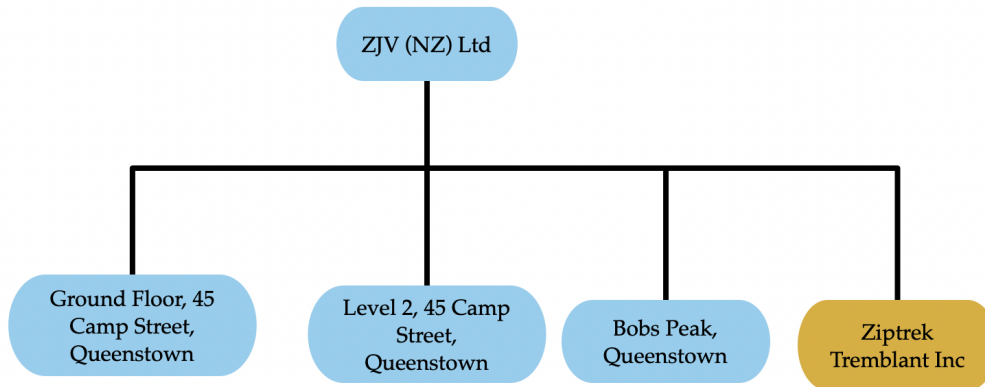 ZJV (NZ) Ltd
Ground Floor, 45
Camp Street,
Queenstown
Level 2, 45 Camp
Street,
Queenstown
Bobs Peak,
Queenstown
Ziptrek
Tremblant Inc